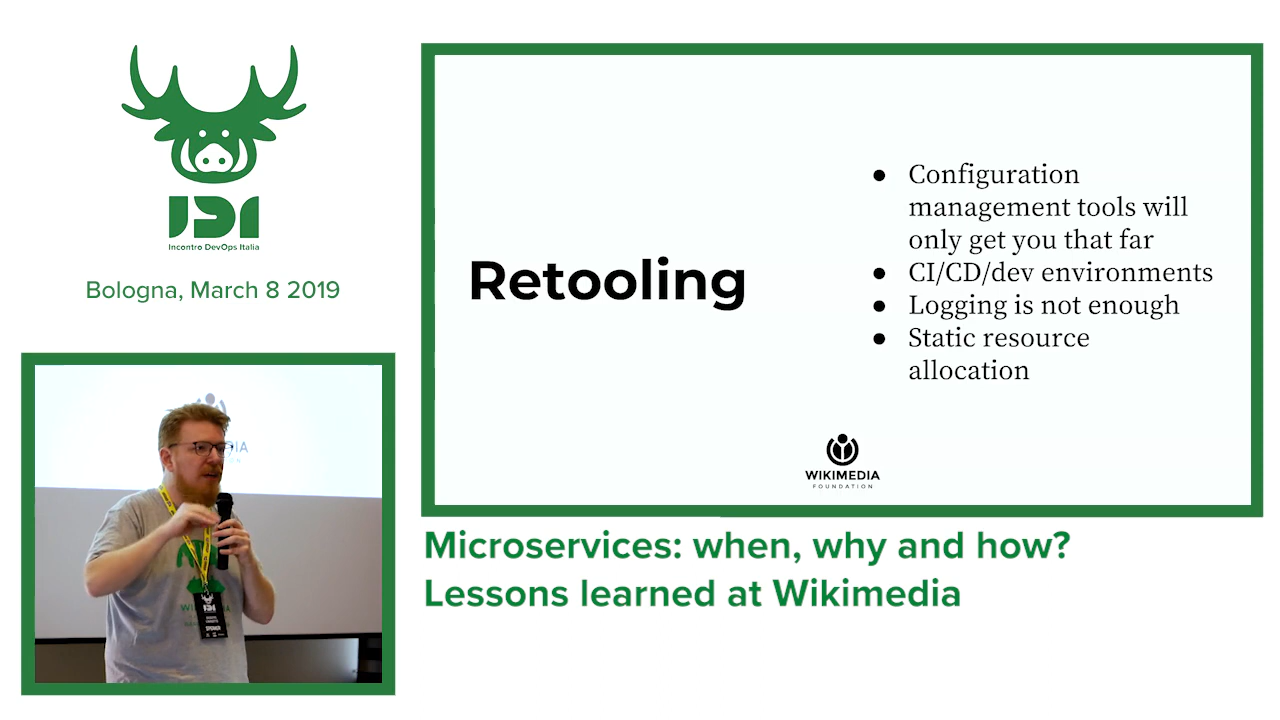 IDI
Incontro DevOps Italia
Bologna, March 8 2019
Retooling
● Configuration
management tools will
only get you that far
● CI/CD/dev environments
● Logging is not enough
● Static resource
allocation
WIKIMEDIA
FOUNDATION
SPEAKER
Microservices: when, why and how?
Lessons learned at Wikimedia